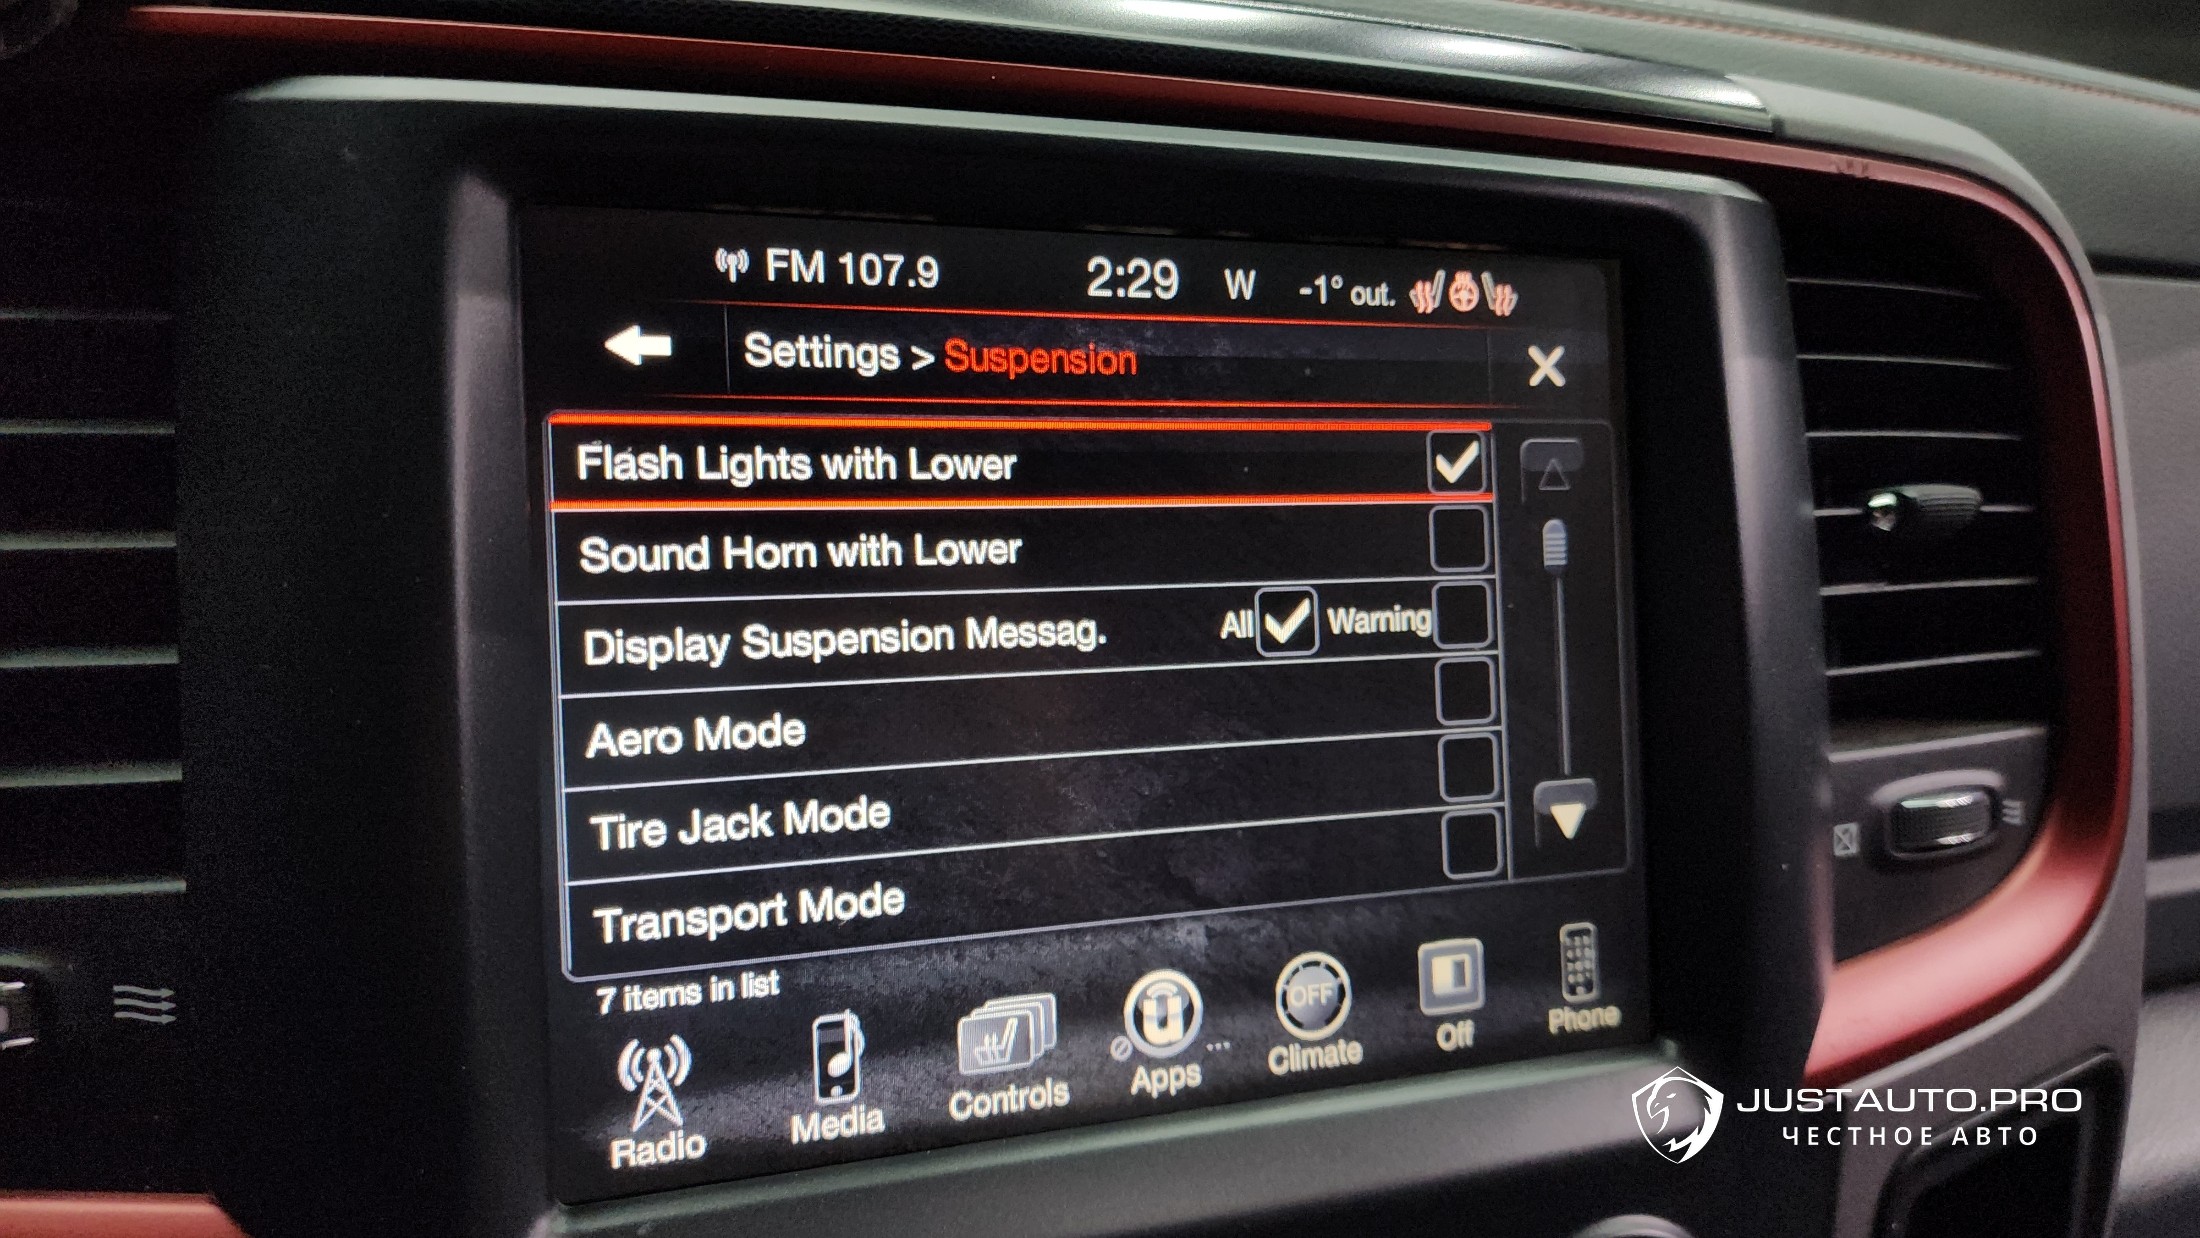 FM 107.9 2:29 W -1° out.
Settings > Suspension X
Flash Lights with Lower
Sound Horn with Lower
Display Suspension Messag. All Warning
Aero Mode
Tire Jack Mode
Transport Mode
7 items in list
OFF
Radio Media Controls Apps Climate Off Phone
JUSTAUTO.PRO
ЧЕСТНОЕ АВТО